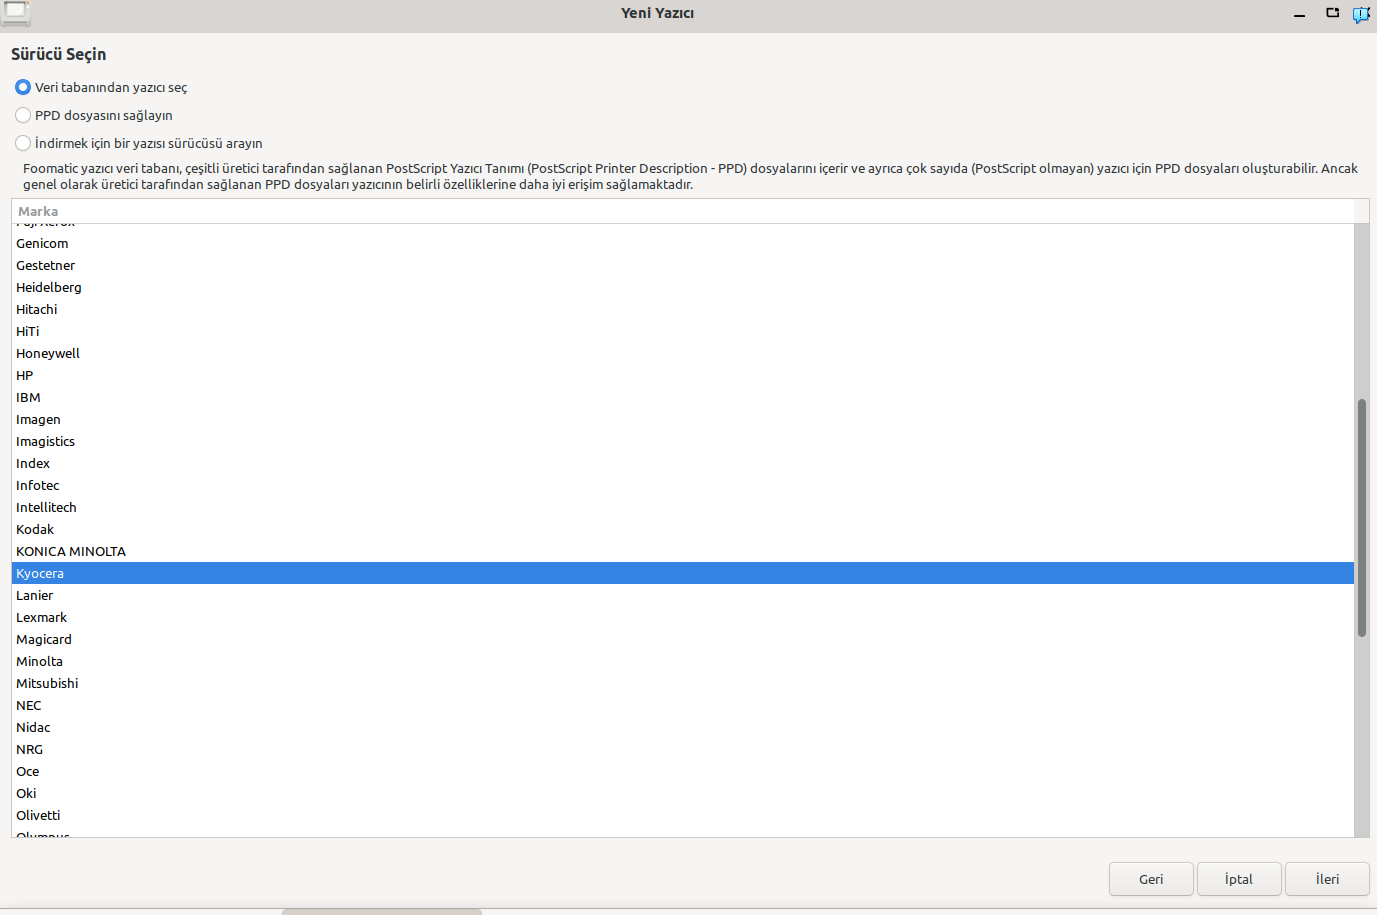 Yeni Yazıcı
Sürücü Seçin
Veri tabanından yazıcı seç
PPD dosyasını sağlayın
İndirmek için bir yazısı sürücüsü arayın
Foomatic yazıcı veri tabanı, çeşitli üretici tarafından sağlanan PostScript Yazıcı Tanımı (PostScript Printer Description - PPD) dosyalarını içerir ve ayrıca çok sayıda (PostScript olmayan) yazıcı için PPD dosyaları oluşturabilir. Ancak
genel olarak üretici tarafından sağlanan PPD dosyaları yazıcının belirli özelliklerine daha iyi erişim sağlamaktadır.
Marka
Fuji Xerox
Genicom
Gestetner
Heidelberg
Hitachi
HiTi
Honeywell
HP
IBM
Imagen
Imagistics
Index
Infotec
Intellitech
Kodak
KONICA MINOLTA
Kyocera
Lanier
Lexmark
Magicard
Minolta
Mitsubishi
NEC
Nidac
NRG
Oce
Oki
Olivetti
Olympus
Geri
İptal
İleri